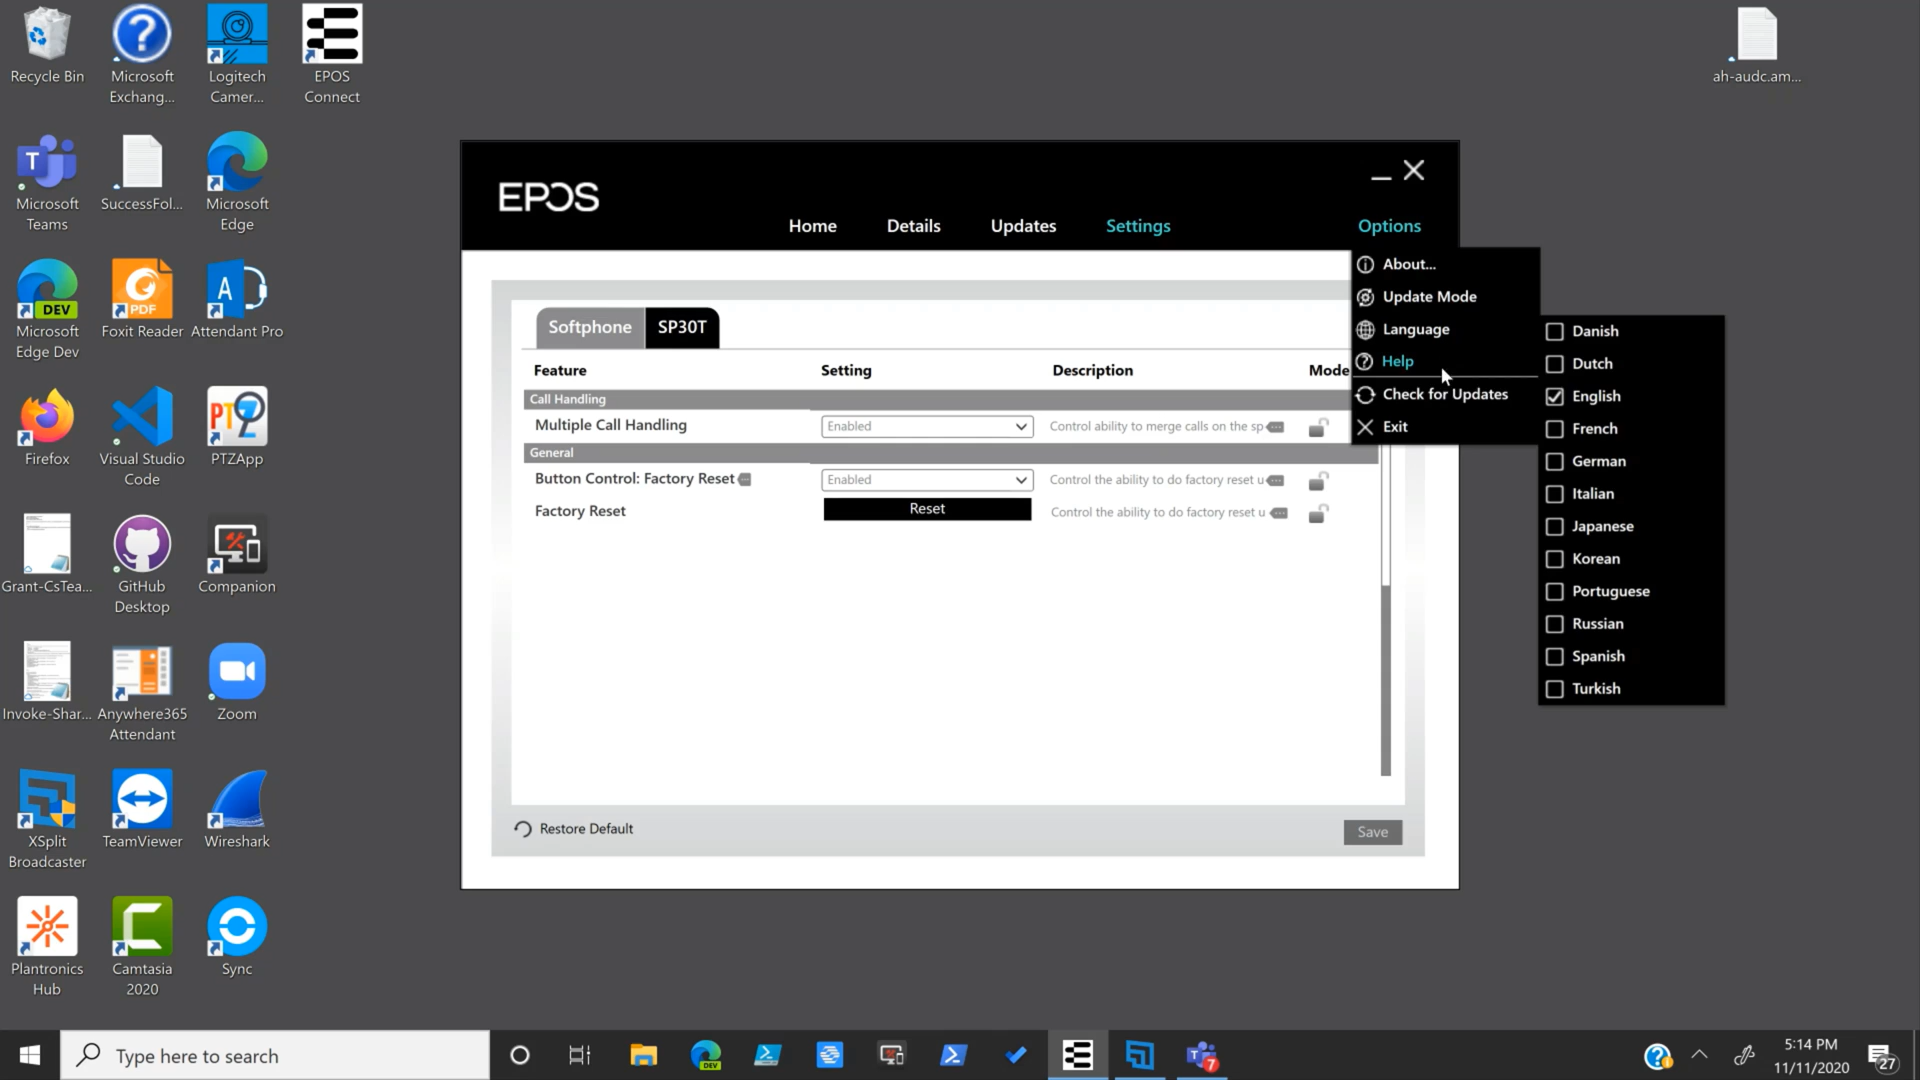 Recycle Bin
Microsoft
Exchang...
Logitech
Camer...
EPOS
Connect
ah-audc.am...
Microsoft
Teams
SuccessFol...
Microsoft
Edge
DEV
Microsoft
Edge Dev
PDF
Foxit Reader
A
Attendant Pro
Firefox
Visual Studio
Code
PTZ
PTZApp
Grant-CsTea...
GitHub
Desktop
Companion
Invoke-Shar...
Anywhere365
Attendant
Zoom
XSplit
Broadcaster
TeamViewer
Wireshark
Plantronics
Hub
Camtasia
2020
Sync
EPOS
Home
Details
Updates
Settings
Options
About...
Update Mode
Language
Help
Check for Updates
Exit
Danish
Dutch
English
French
German
Italian
Japanese
Korean
Portuguese
Russian
Spanish
Turkish
Softphone
SP30T
Feature
Setting
Description
Mode
Call Handling
Multiple Call Handling
Enabled
Control ability to merge calls on the sp
General
Button Control: Factory Reset
Enabled
Control the ability to do factory reset u
Factory Reset
Reset
Control the ability to do factory reset u
Restore Default
Save
Type here to search
DEV
7
5:14 PM
11/11/2020
27